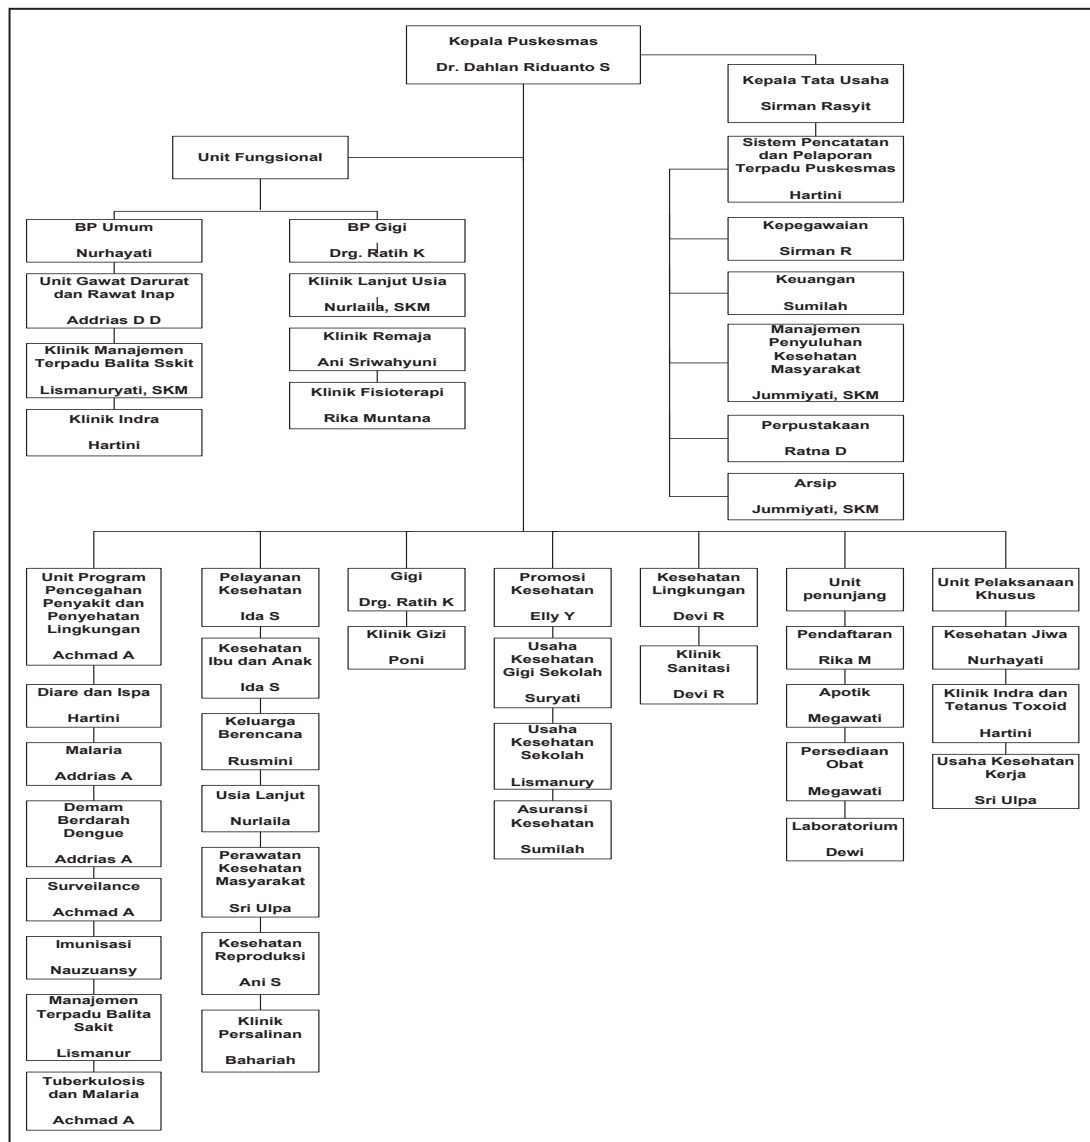 Kepala Puskesmas
Dr. Dahlan Riduanto S
Kepala Tata Usaha
Sirman Rasyit
Sistem Pencatatan
dan Pelaporan
Terpadu Puskesmas
Hartini
Kepegawaian
Sirman R
Keuangan
Sumilah
Manajemen
Penyuluhan
Kesehatan
Masyarakat
Jummiyati, SKM
Perpustakaan
Ratna D
Arsip
Jummiyati, SKM
Unit Fungsional
BP Umum
Nurhayati
Unit Gawat Darurat
dan Rawat Inap
Addrias D D
Klinik Manajemen
Terpadu Balita Sskit
Lismanuryati, SKM
Klinik Indra
Hartini
BP Gigi
Drg. Ratih K
Klinik Lanjut Usia
Nurlaila, SKM
Klinik Remaja
Ani Sriwahyuni
Klinik Fisioterapi
Rika Muntana
Unit Program
Pencegahan
Penyakit dan
Penyehatan
Lingkungan
Achmad A
Diare dan Ispa
Hartini
Malaria
Addrias A
Demam
Berdarah
Dengue
Addrias A
Surveilance
Achmad A
Imunisasi
Nauzuansy
Manajemen
Terpadu Balita
Sakit
Lismanur
Tuberkulosis
dan Malaria
Achmad A
Pelayanan
Kesehatan
Ida S
Kesehatan
Ibu dan Anak
Ida S
Keluarga
Berencana
Rusmini
Usia Lanjut
Nurlaila
Perawatan
Kesehatan
Masyarakat
Sri Ulpa
Kesehatan
Reproduksi
Ani S
Klinik
Persalinan
Bahariah
Gigi
Drg. Ratih K
Klinik Gizi
Poni
Promosi
Kesehatan
Elly Y
Usaha
Kesehatan
Gigi Sekolah
Suryati
Usaha
Kesehatan
Sekolah
Lismanury
Asuransi
Kesehatan
Sumilah
Kesehatan
Lingkungan
Devi R
Klinik
Sanitasi
Devi R
Unit
penunjang
Pendaftaran
Rika M
Apotik
Megawati
Persediaan
Obat
Megawati
Laboratorium
Dewi
Unit Pelaksanaan
Khusus
Kesehatan Jiwa
Nurhayati
Klinik Indra dan
Tetanus Toxoid
Hartini
Usaha Kesehatan
Kerja
Sri Ulpa